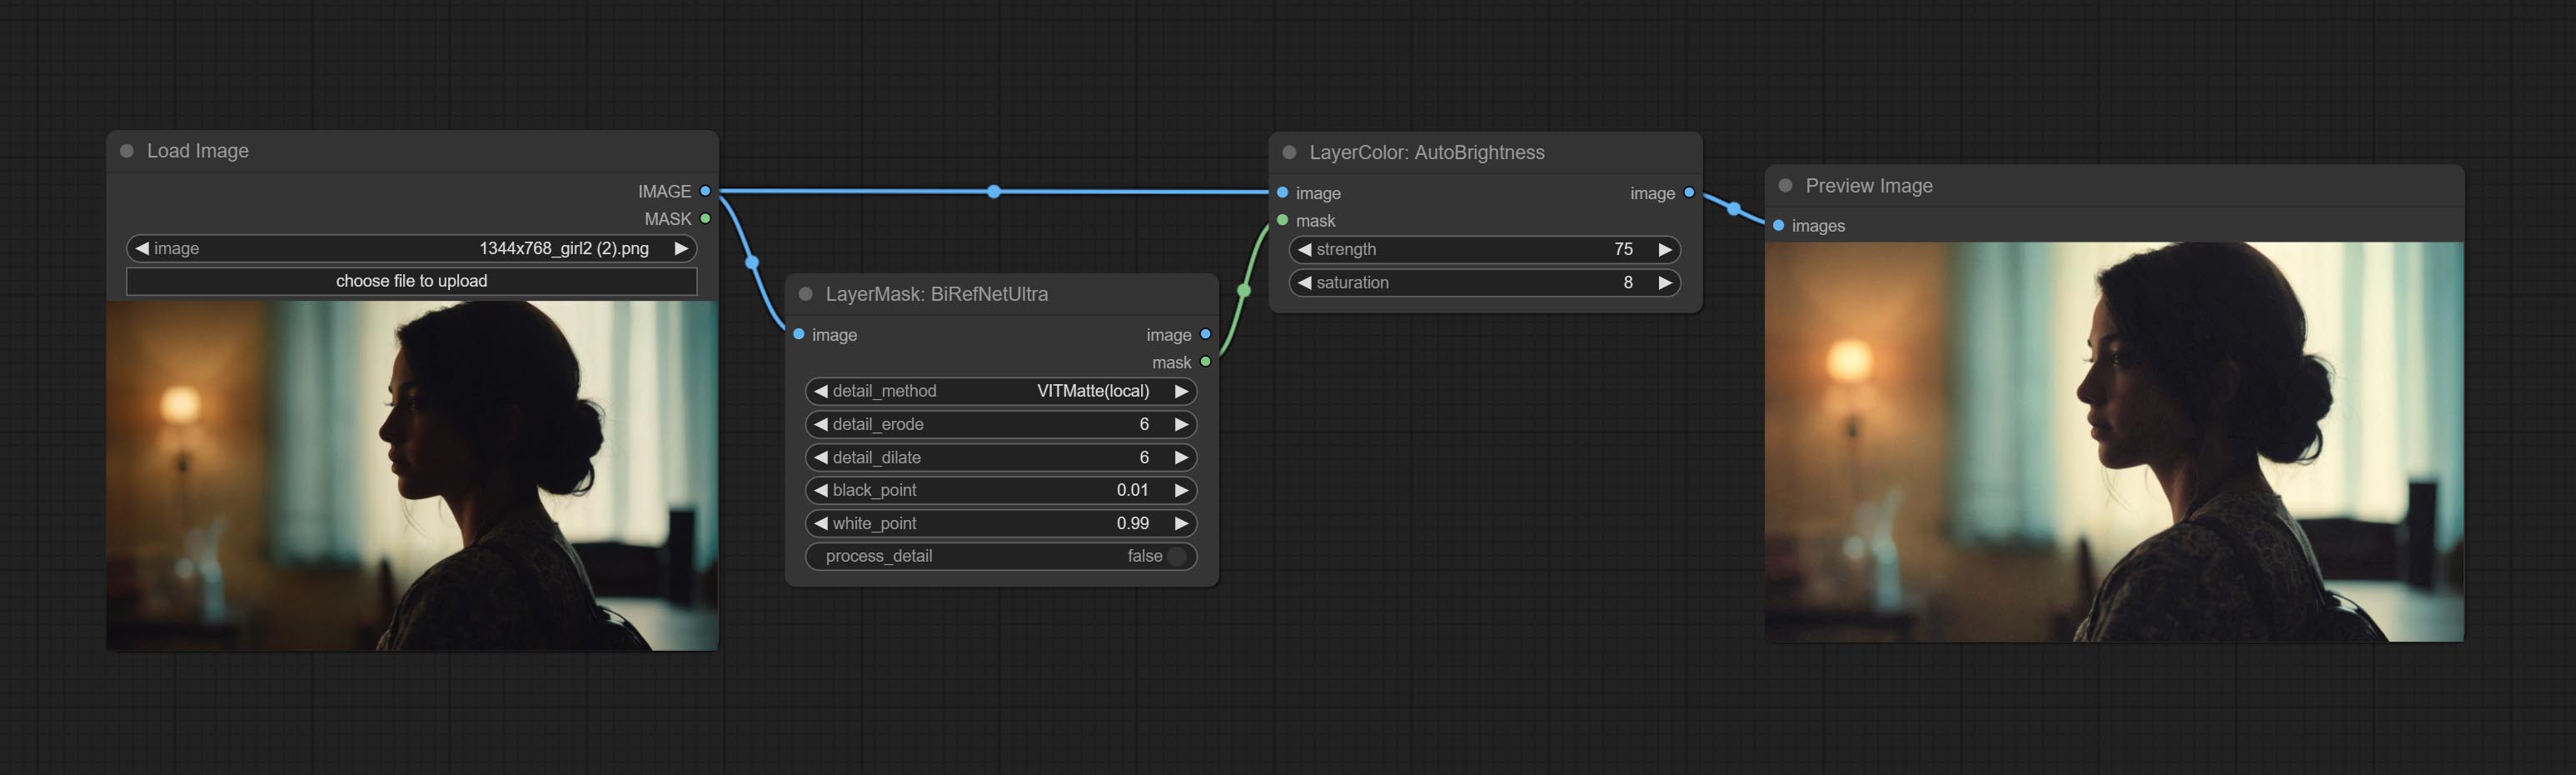 Load Image
IMAGE
MASK
image 1344x768_girl2 (2).png
choose file to upload
LayerMask: BiRefNetUltra
image image
mask
detail_method VITMatte(local)
detail_erode 6
detail_dilate 6
black_point 0.01
white_point 0.99
process_detail false
LayerColor: AutoBrightness
image image
mask
strength 75
saturation 8
Preview Image
images